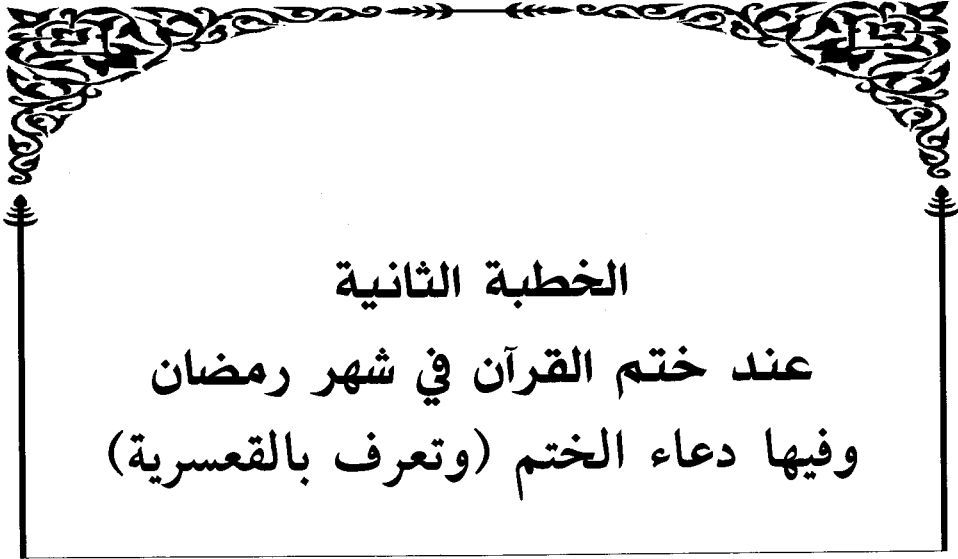 الخطبة الثانية
عند ختم القرآن في شهر رمضان
وفيها دعاء الختم (وتعرف بالقعسرية)